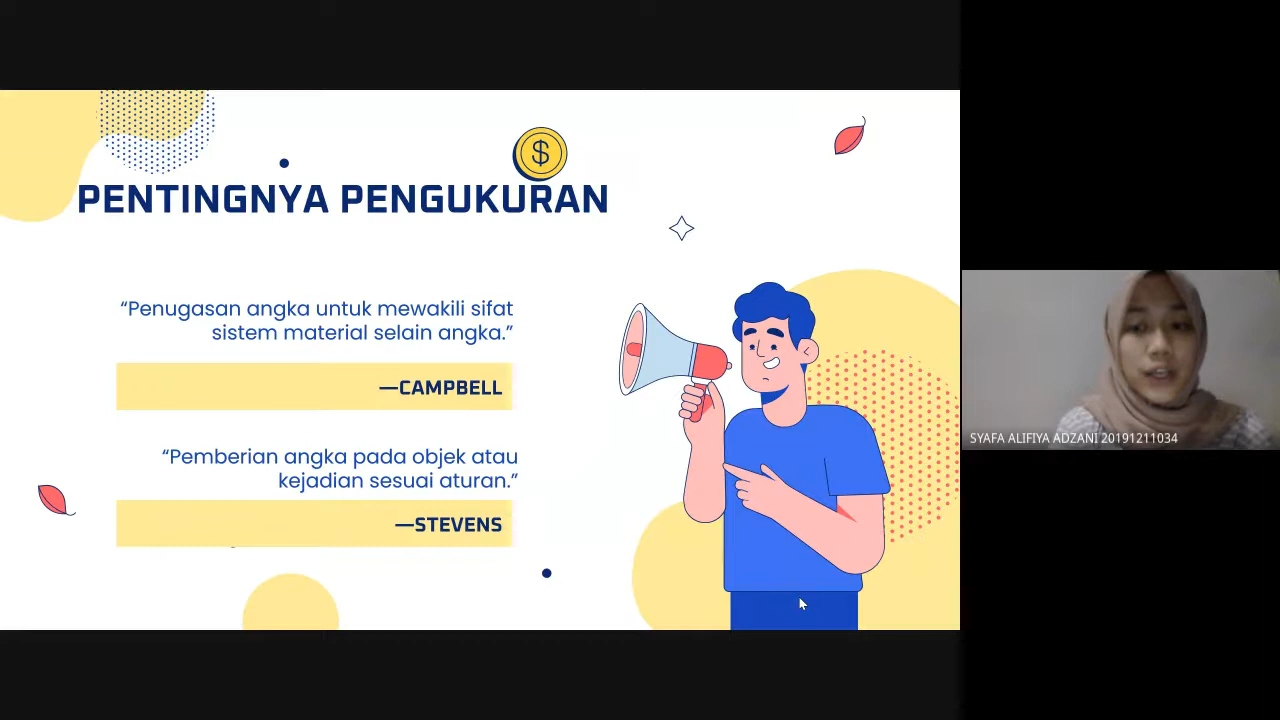 PENTINGNYA PENGUKURAN
“Penugasan angka untuk mewakili sifat
sistem material selain angka.”
—CAMPBELL
“Pemberian angka pada objek atau
kejadian sesuai aturan.”
—STEVENS
$
SYAFA ALIFIYA ADZANI 20191211034